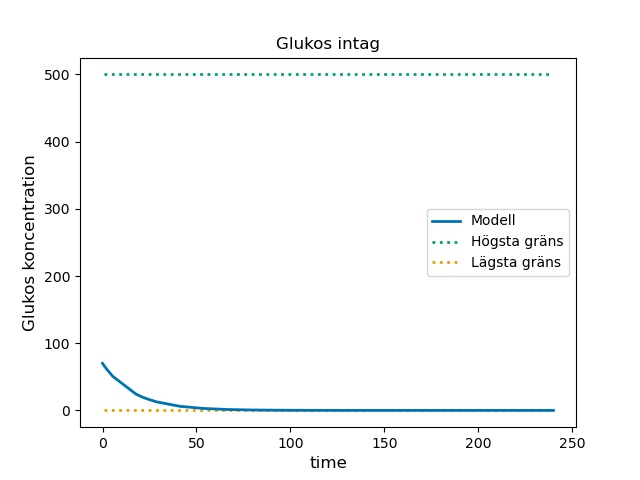 Glukos intag
Glukos koncentration
500
400
300
200
100
0
Modell
Högsta gräns
Lägsta gräns
0
50
100
150
200
250
time